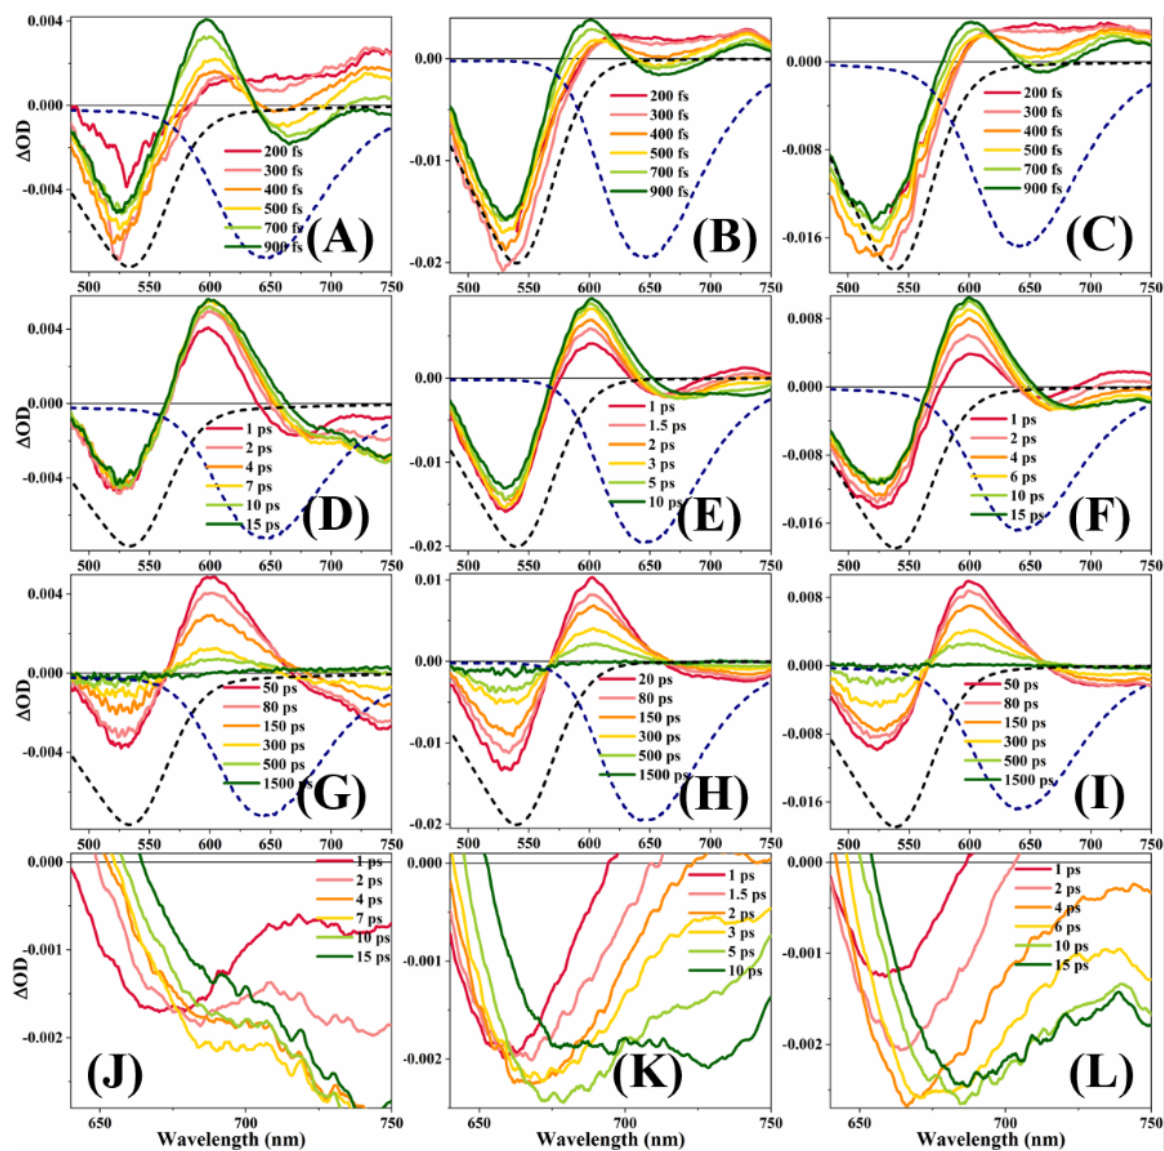 0.004
0.000
-0.004
ΔOD
200 fs
300 fs
400 fs
500 fs
700 fs
900 fs
(A)
500 550 600 650 700 750
0.00
-0.01
-0.02
200 fs
300 fs
400 fs
500 fs
700 fs
900 fs
(B)
500 550 600 650 700 750
0.000
-0.008
-0.016
200 fs
300 fs
400 fs
500 fs
700 fs
900 fs
(C)
500 550 600 650 700 750
0.004
0.000
-0.004
ΔOD
1 ps
2 ps
4 ps
7 ps
10 ps
15 ps
(D)
500 550 600 650 700 750
0.00
-0.01
-0.02
1 ps
1.5 ps
2 ps
3 ps
5 ps
10 ps
(E)
500 550 600 650 700 750
0.008
0.000
-0.008
-0.016
1 ps
2 ps
4 ps
6 ps
10 ps
15 ps
(F)
500 550 600 650 700 750
0.004
0.000
-0.004
ΔOD
50 ps
80 ps
150 ps
300 ps
500 ps
1500 ps
(G)
500 550 600 650 700 750
0.01
0.00
-0.01
-0.02
20 ps
80 ps
150 ps
300 ps
500 ps
1500 ps
(H)
500 550 600 650 700 750
0.008
0.000
-0.008
-0.016
50 ps
80 ps
150 ps
300 ps
500 ps
1500 ps
(I)
500 550 600 650 700 750
0.000
-0.001
-0.002
ΔOD
1 ps
2 ps
4 ps
7 ps
10 ps
15 ps
(J)
650 700 750
Wavelength (nm)
0.000
-0.001
-0.002
1 ps
1.5 ps
2 ps
3 ps
5 ps
10 ps
(K)
650 700 750
Wavelength (nm)
0.000
-0.001
-0.002
1 ps
2 ps
4 ps
6 ps
10 ps
15 ps
(L)
650 700 750
Wavelength (nm)